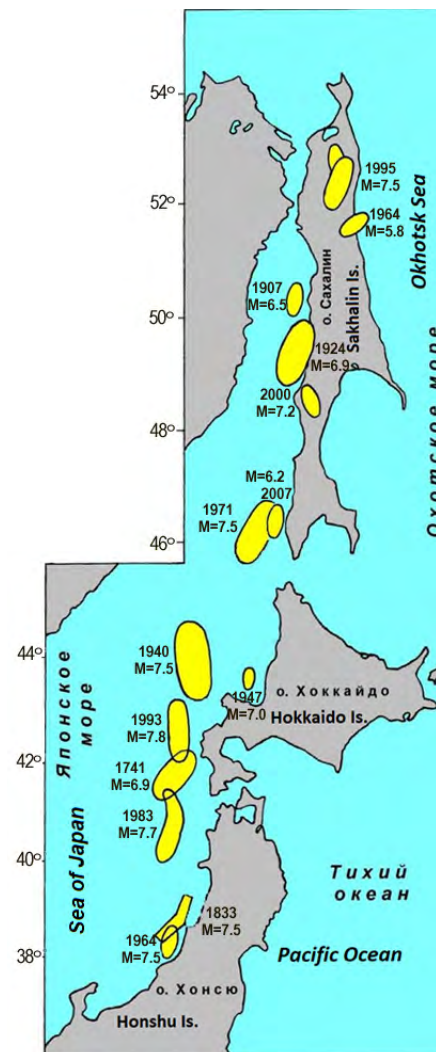 54°
1995
M=7.5
52°
1964
M=5.8
Okhotsk Sea
1907
M=6.5
о. Сахалин
Sakhalin Is.
50°
1924
M=6.9
2000
M=7.2
48°
Охотское море
M=6.2
2007
1971
M=7.5
46°
44°
1940
M=7.5
о. Хоккайдо
1947
M=7.0
Hokkaido Is.
Японское
море
1993
M=7.8
42°
1741
M=6.9
1983
M=7.7
40°
Sea of Japan
Тихий
океан
1833
M=7.5
1964
M=7.5
38°
Pacific Ocean
о. Хонсю
Honshu Is.